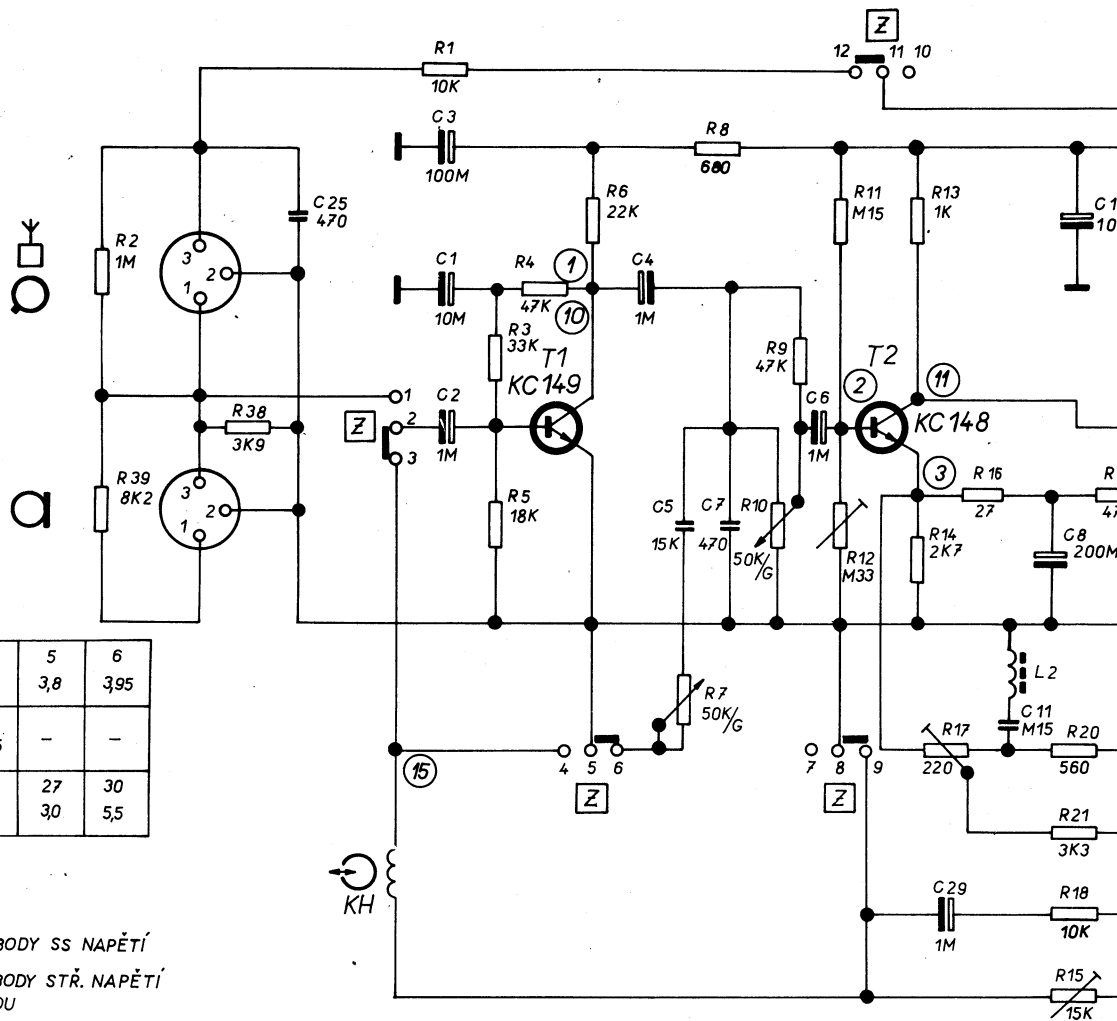 Z
12 11 10
R1
10K
C3
100M
R8
680
R6
22K
R11
M15
R13
1K
C1
10
C25
470
R2
1M
3
2
1
C1
10M
R4
47K
1
10
C4
1M
R3
33K
T1
KC149
R9
47K
T2
KC148
2
11
C6
1M
1
2
3
Z
C2
1M
R38
3K9
R39
8K2
3
2
1
R5
18K
C5
15K
C7
470
R10
50K/G
R12
M33
3
R16
27
R
47
R14
2K7
C8
200M
5 6
3,8 3,95
– –
27 30
3,0 5,5
R7
50K/G
L2
C11
M15
R17
220
R20
560
15
4 5 6
Z
7 8 9
Z
R21
3K3
KH
C29
1M
R18
10K
R15
15K
BODY SS NAPĚTÍ
BODY STŘ. NAPĚTÍ
DU